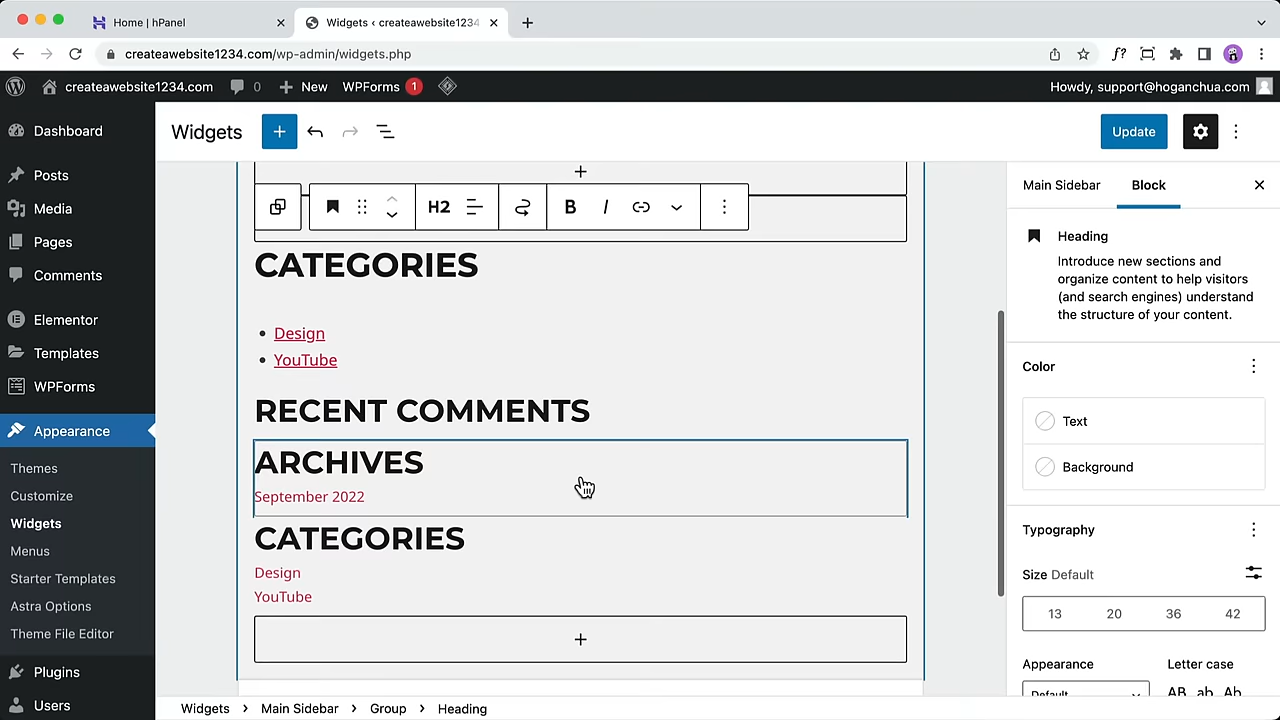 Home | hPanel
Widgets ‹ createawebsite1234
createawebsite1234.com/wp-admin/widgets.php
f?
createawebsite1234.com
0
New
WPForms
1
Howdy, support@hoganchua.com
Dashboard
Posts
Media
Pages
Comments
Elementor
Templates
WPForms
Appearance
Themes
Customize
Widgets
Menus
Starter Templates
Astra Options
Theme File Editor
Plugins
Users
Widgets
Update
H2
B
I
CATEGORIES
Design
YouTube
RECENT COMMENTS
ARCHIVES
September 2022
CATEGORIES
Design
YouTube
Main Sidebar
Block
Heading
Introduce new sections and
organize content to help visitors
(and search engines) understand
the structure of your content.
Color
Text
Background
Typography
Size Default
13 20 36 42
Appearance
Letter case
Default
AB ab Ab
Widgets › Main Sidebar › Group › Heading